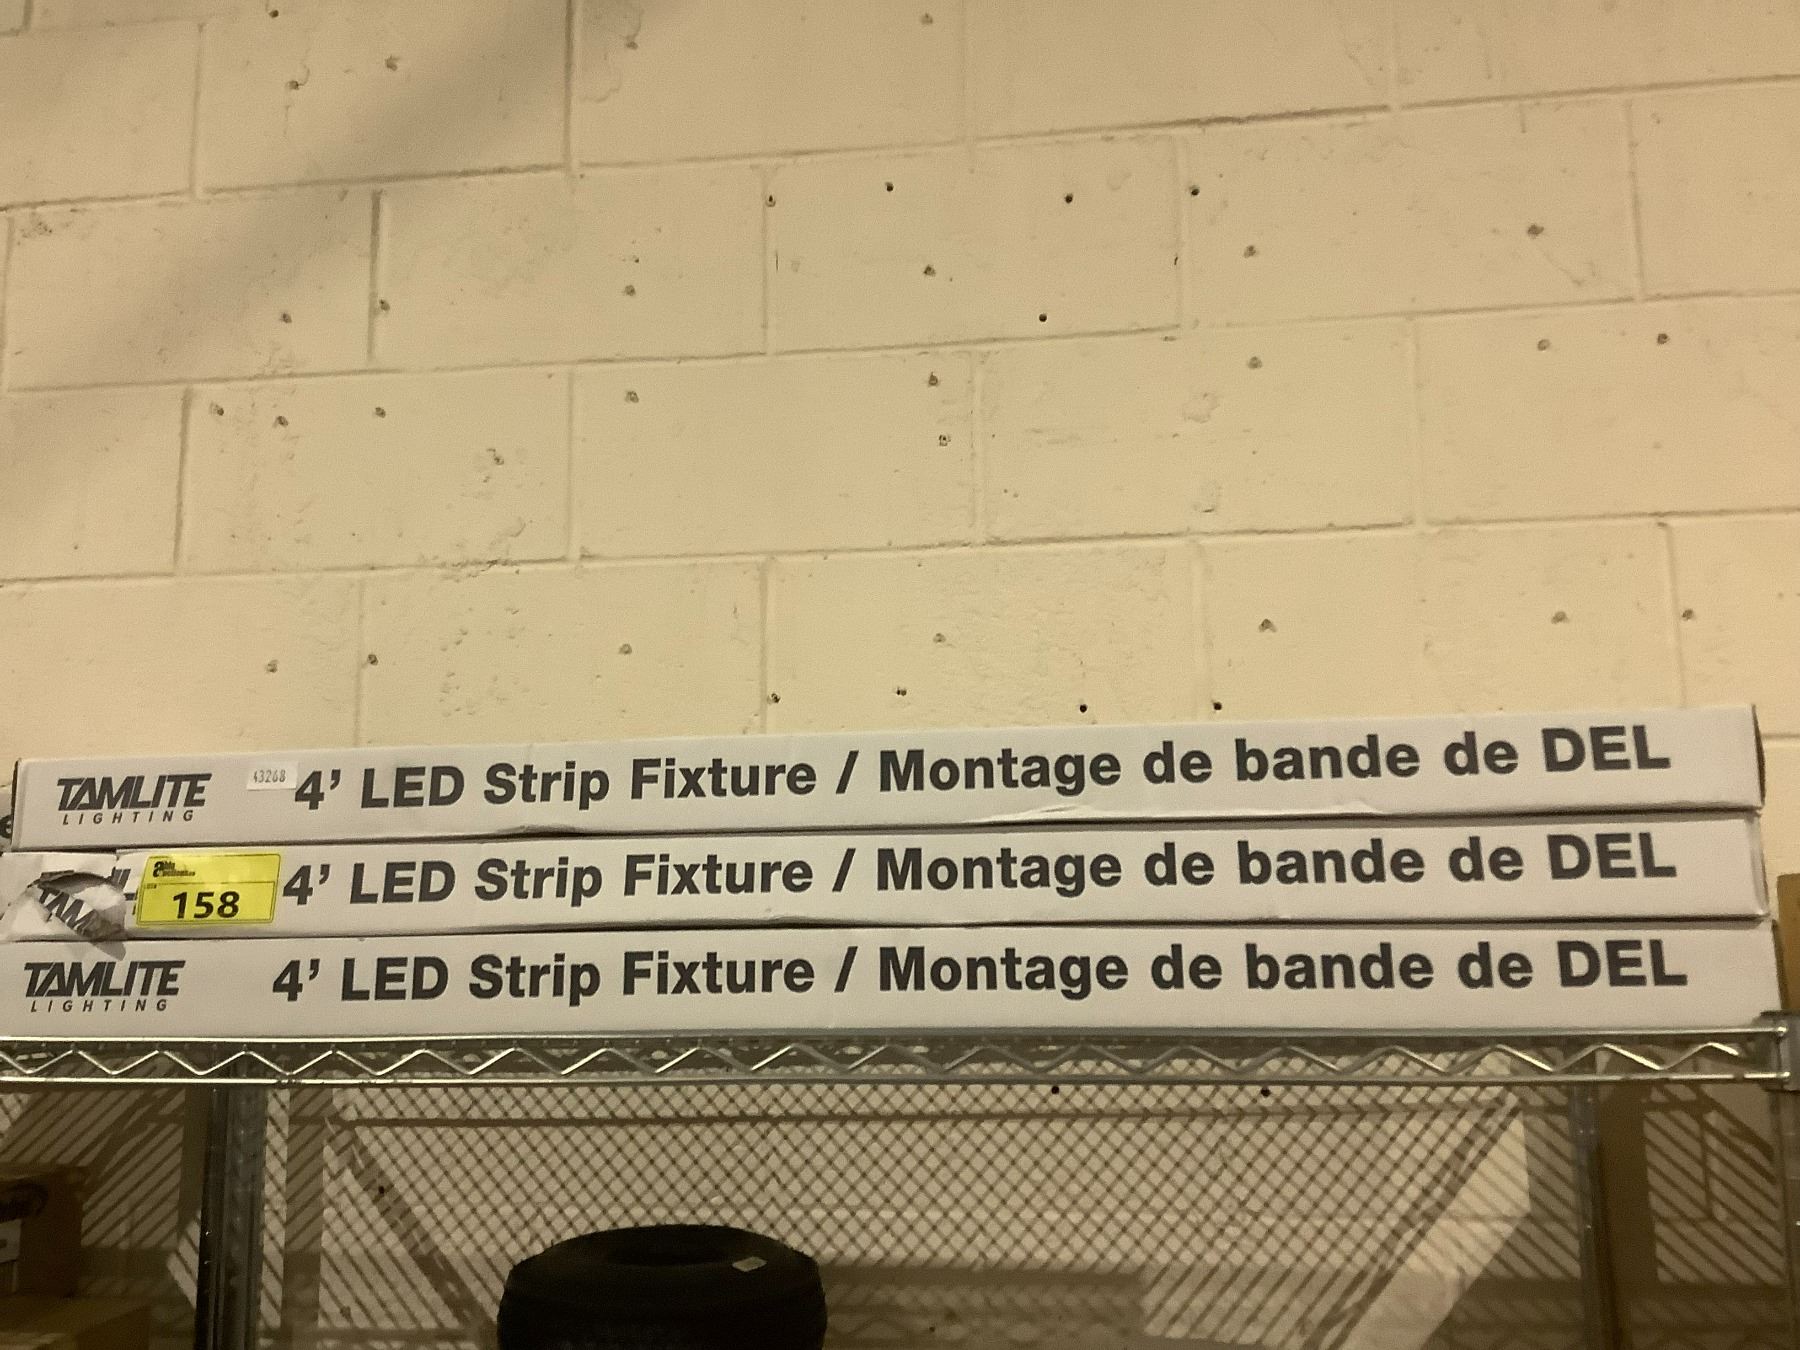 TAMLITE
LIGHTING
43268
4' LED Strip Fixture / Montage de bande de DEL
TAML
158
4' LED Strip Fixture / Montage de bande de DEL
TAMLITE
LIGHTING
4' LED Strip Fixture / Montage de bande de DEL